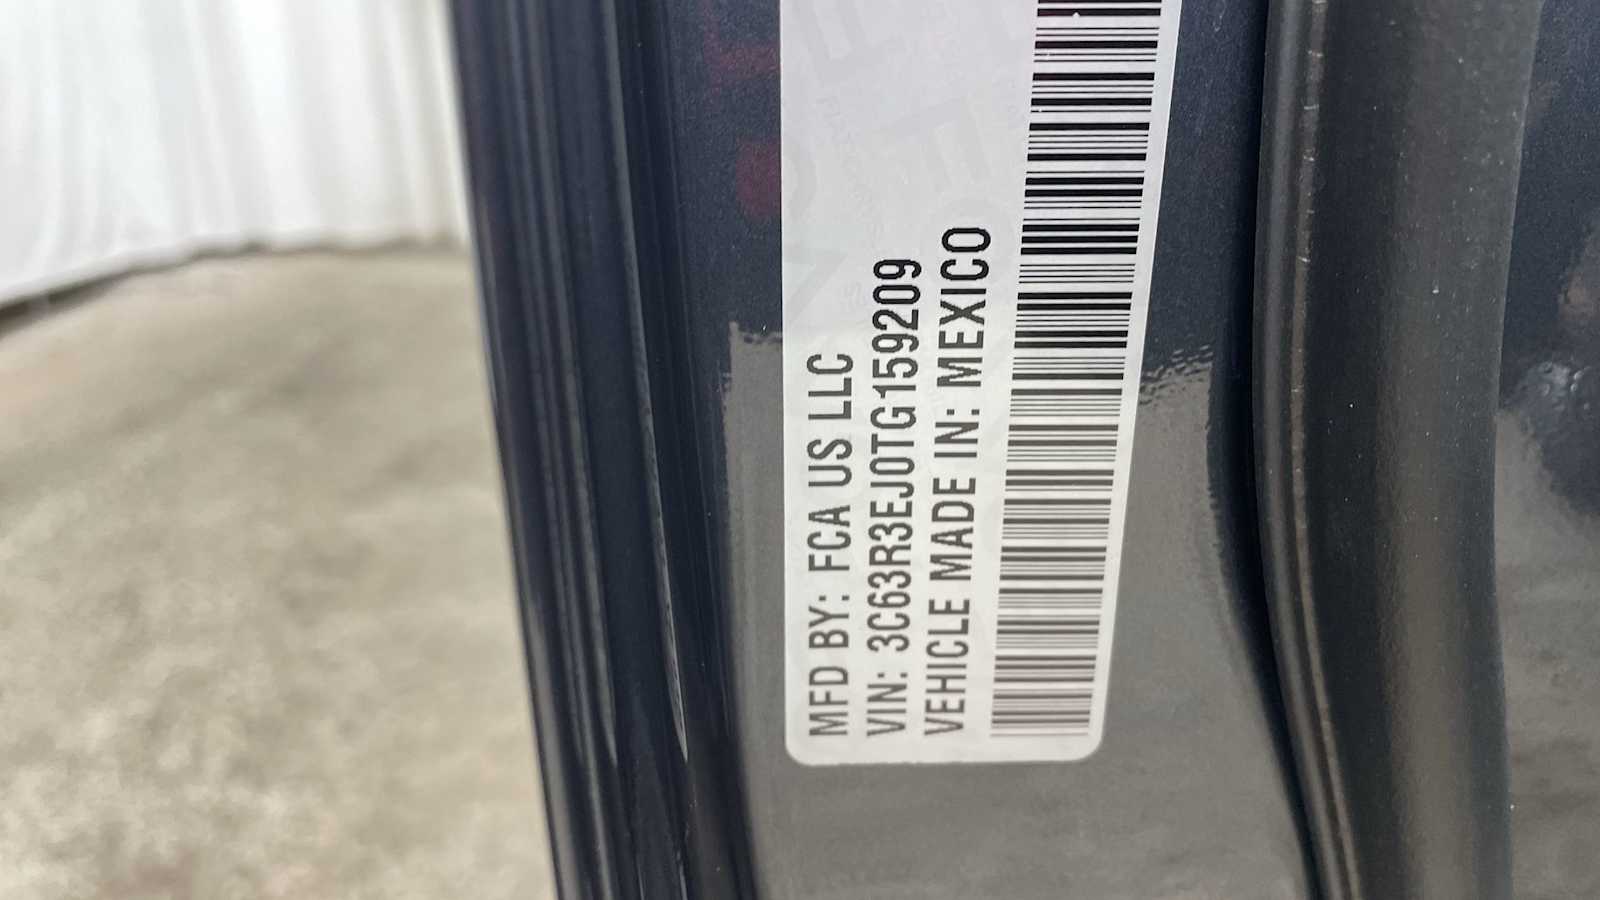 MFD BY: FCA US LLC
VIN: 3C63R3EJ0TG159209
VEHICLE MADE IN: MEXICO